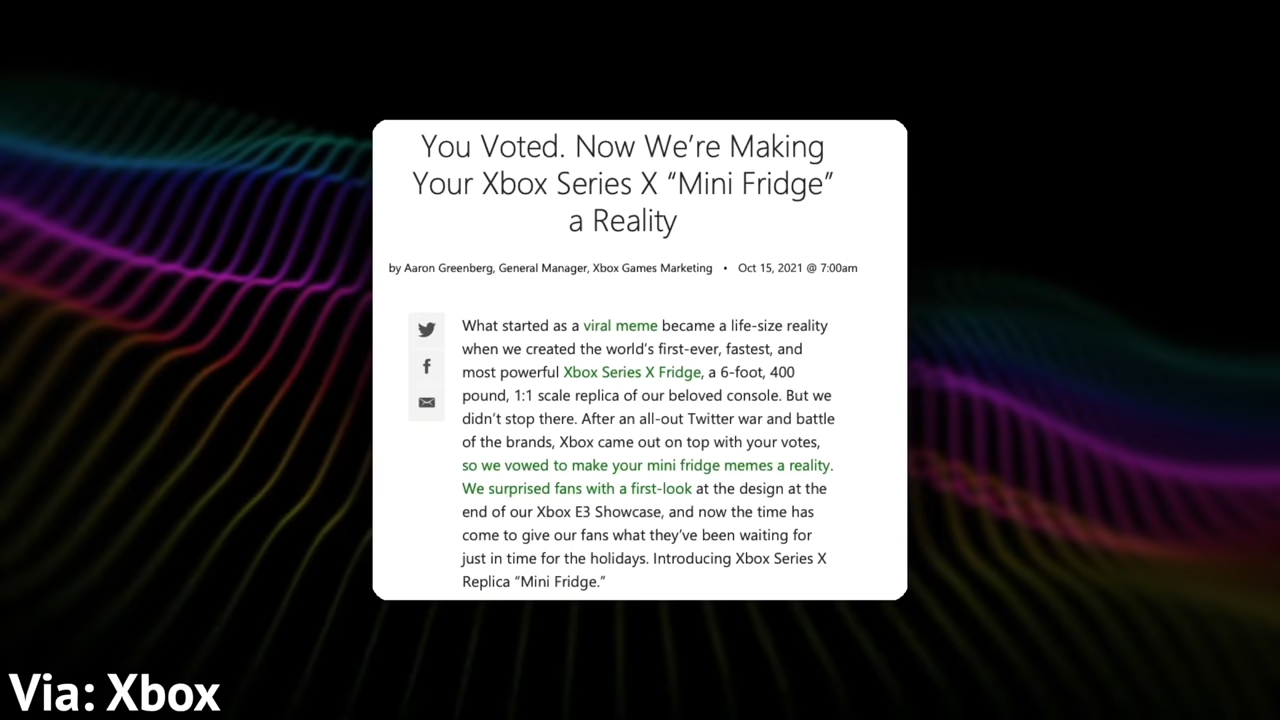 You Voted. Now We’re Making
Your Xbox Series X “Mini Fridge”
a Reality
by Aaron Greenberg, General Manager, Xbox Games Marketing • Oct 15, 2021 @ 7:00am
What started as a viral meme became a life-size reality
when we created the world’s first-ever, fastest, and
most powerful Xbox Series X Fridge, a 6-foot, 400
pound, 1:1 scale replica of our beloved console. But we
didn’t stop there. After an all-out Twitter war and battle
of the brands, Xbox came out on top with your votes,
so we vowed to make your mini fridge memes a reality.
We surprised fans with a first-look at the design at the
end of our Xbox E3 Showcase, and now the time has
come to give our fans what they’ve been waiting for
just in time for the holidays. Introducing Xbox Series X
Replica “Mini Fridge.”
Via: Xbox